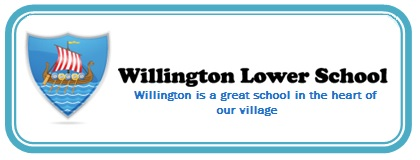 Willington Lower School
Willington is a great school in the heart of
our village